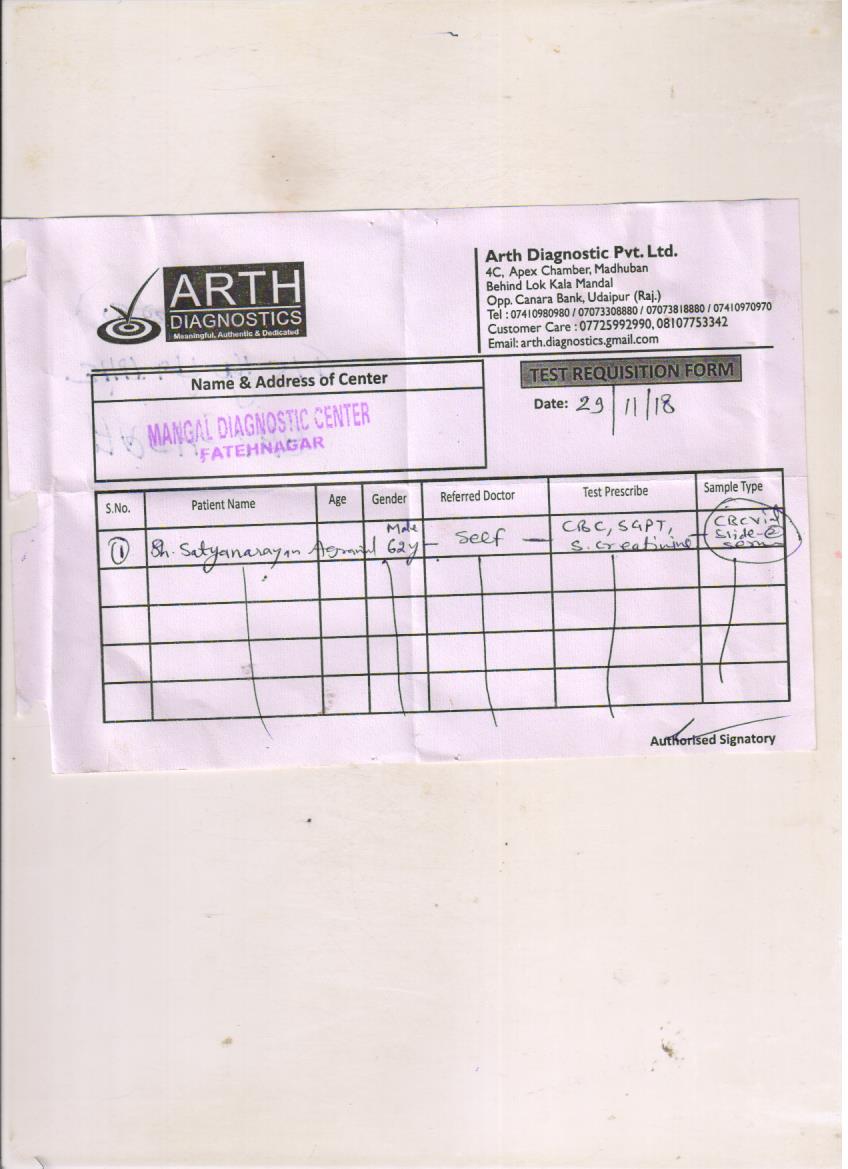 ARTH
DIAGNOSTICS
Meaningful, Authentic & Dedicated
Arth Diagnostic Pvt. Ltd.
4C, Apex Chamber, Madhuban
Behind Lok Kala Mandal
Opp. Canara Bank, Udaipur (Raj.)
Tel : 07410980980 / 07073308880 / 07073818880 / 07410970970
Customer Care : 07725992990, 08107753342
Email: arth.diagnostics.gmail.com
Name & Address of Center
MANGAL DIAGNOSTIC CENTER
FATEHNAGAR
TEST REQUISITION FORM
Date: 29/11/18
S.No. Patient Name Age Gender Referred Doctor Test Prescribe Sample Type
1 Sh. Satyanarayan Agrawal Male 62y - Self - CBC, SGPT, S. Creatinine - CBC Slide-2
Authorised Signatory